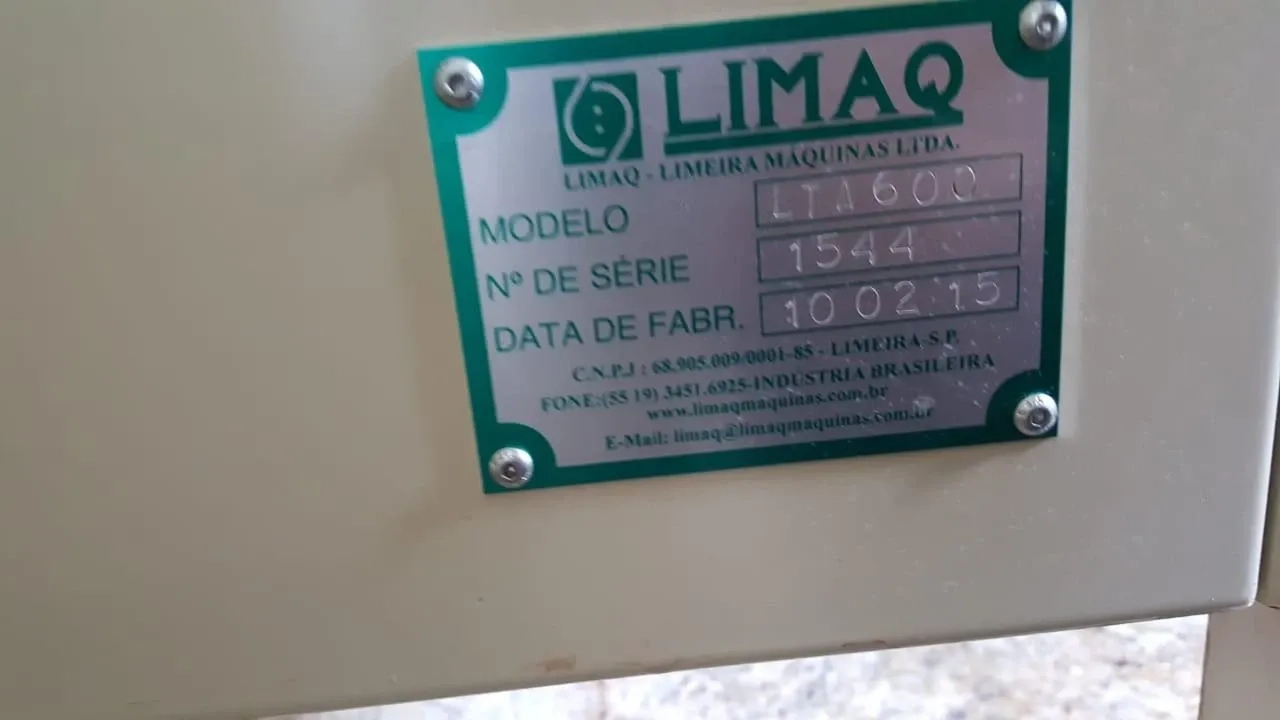 LIMAQ
LIMAQ - LIMEIRA MÁQUINAS LTDA.
MODELO LTA600
Nº DE SÉRIE 1544
DATA DE FABR. 10 02 15
C.N.P.J : 68.905.009/0001-85 - LIMEIRA-S.P.
FONE:(55 19) 3451.6925-INDÚSTRIA BRASILEIRA
www.limaqmaquinas.com.br
E-Mail: limaq@limaqmaquinas.com.br